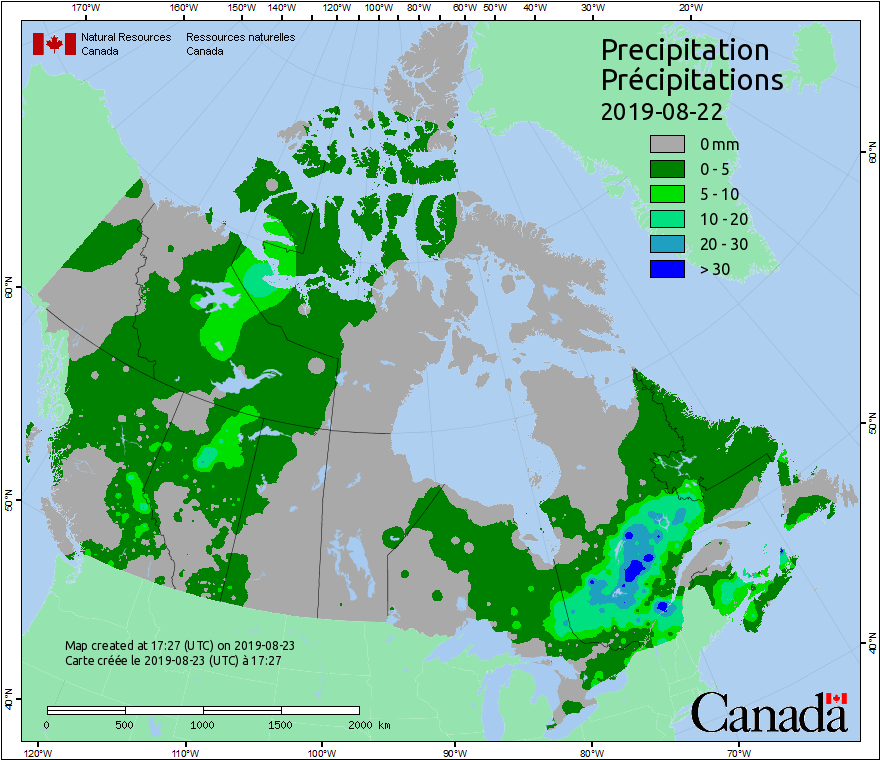 170°W 160°W 150°W 140°W 120°W 100°W 80°W 60°W 50°W 40°W 30°W 20°W
Natural Resources Ressources naturelles
Canada Canada
Precipitation
Précipitations
2019-08-22
0 mm
0 - 5
5 - 10
10 - 20
20 - 30
> 30
60°N 60°N
50°N 50°N
40°N 40°N
Map created at 17:27 (UTC) on 2019-08-23
Carte créée le 2019-08-23 (UTC) à 17:27
0 500 1000 1500 2000 km
Canada
120°W 110°W 100°W 90°W 80°W 70°W